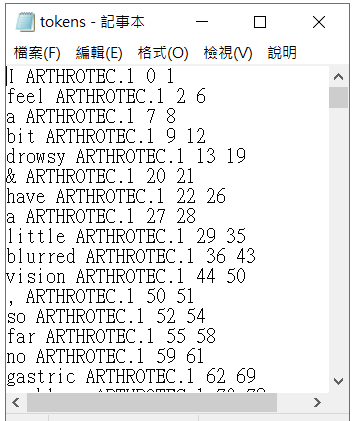 tokens - 記事本
檔案(F) 編輯(E) 格式(O) 檢視(V) 說明
I ARTHROTEC.1 0 1
feel ARTHROTEC.1 2 6
a ARTHROTEC.1 7 8
bit ARTHROTEC.1 9 12
drowsy ARTHROTEC.1 13 19
& ARTHROTEC.1 20 21
have ARTHROTEC.1 22 26
a ARTHROTEC.1 27 28
little ARTHROTEC.1 29 35
blurred ARTHROTEC.1 36 43
vision ARTHROTEC.1 44 50
, ARTHROTEC.1 50 51
so ARTHROTEC.1 52 54
far ARTHROTEC.1 55 58
no ARTHROTEC.1 59 61
gastric ARTHROTEC.1 62 69